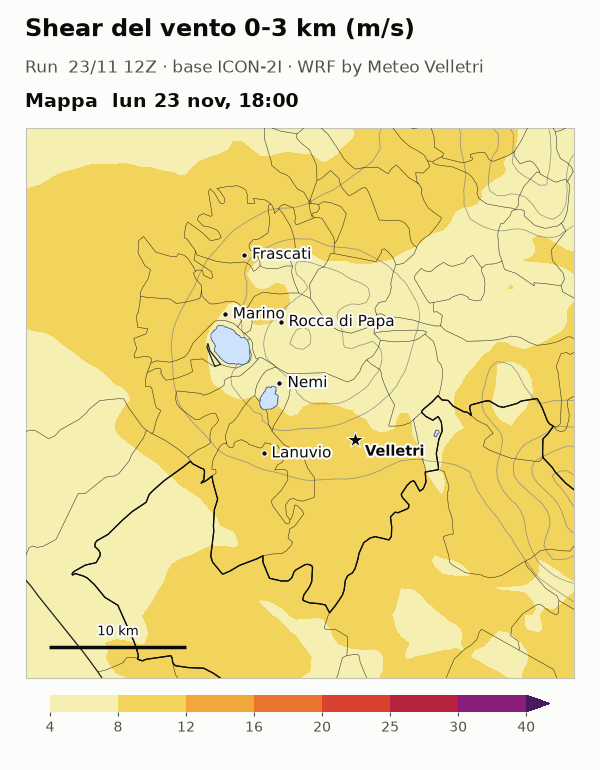 Shear del vento 0-3 km (m/s)
Run  23/11 12Z · base ICON-2I · WRF by Meteo Velletri
Mappa  lun 23 nov, 18:00
Frascati
Marino
Rocca di Papa
Nemi
Velletri
Lanuvio
10 km
4 8 12 16 20 25 30 40